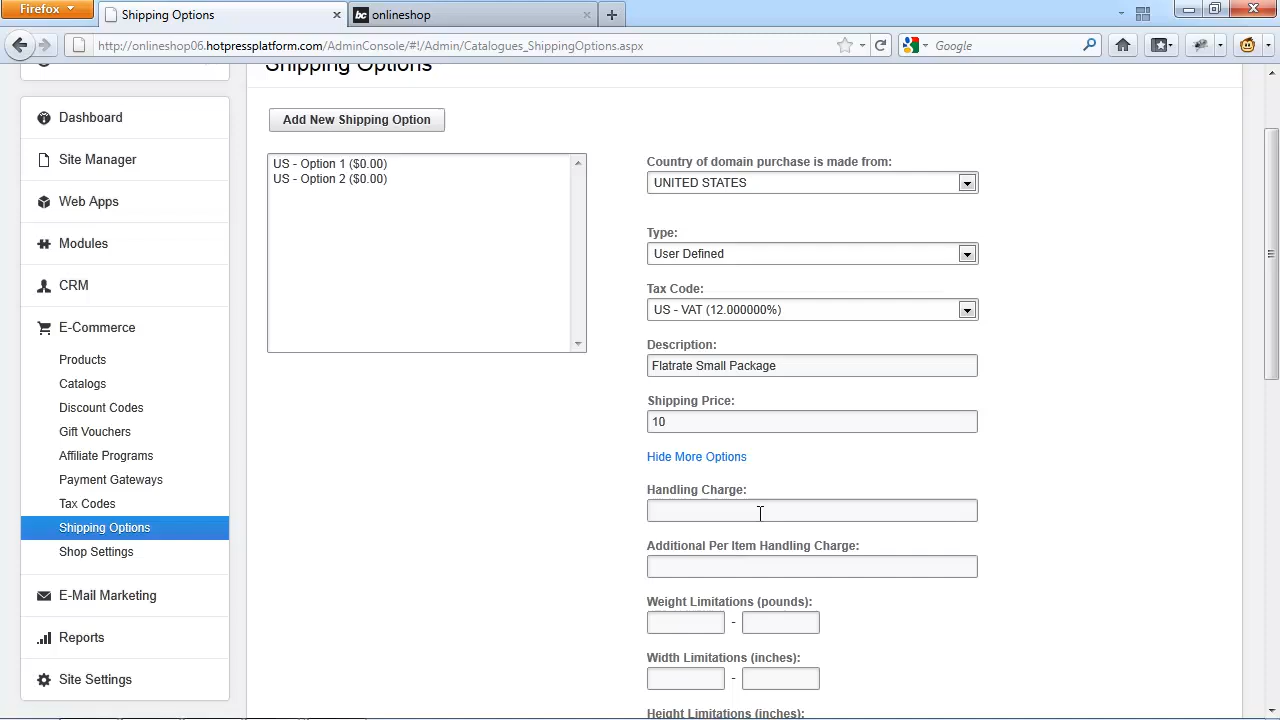 Firefox
Shipping Options
onlineshop
http://onlineshop06.hotpressplatform.com/AdminConsole/#!/Admin/Catalogues_ShippingOptions.aspx
Google
Shipping Options
Dashboard
Site Manager
Web Apps
Modules
CRM
E-Commerce
Products
Catalogs
Discount Codes
Gift Vouchers
Affiliate Programs
Payment Gateways
Tax Codes
Shipping Options
Shop Settings
E-Mail Marketing
Reports
Site Settings
Add New Shipping Option
US - Option 1 ($0.00)
US - Option 2 ($0.00)
Country of domain purchase is made from:
UNITED STATES
Type:
User Defined
Tax Code:
US - VAT (12.000000%)
Description:
Flatrate Small Package
Shipping Price:
10
Hide More Options
Handling Charge:
Additional Per Item Handling Charge:
Weight Limitations (pounds):
-
Width Limitations (inches):
-
Height Limitations (inches):